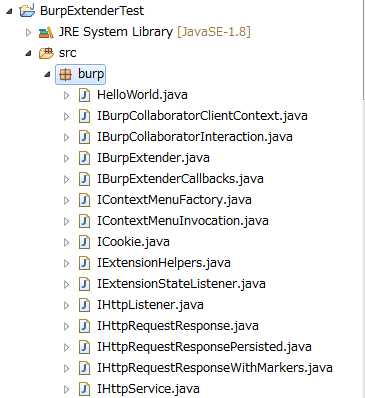 BurpExtenderTest
JRE System Library [JavaSE-1.8]
src
burp
HelloWorld.java
IBurpCollaboratorClientContext.java
IBurpCollaboratorInteraction.java
IBurpExtender.java
IBurpExtenderCallbacks.java
IContextMenuFactory.java
IContextMenuInvocation.java
ICookie.java
IExtensionHelpers.java
IExtensionStateListener.java
IHttpListener.java
IHttpRequestResponse.java
IHttpRequestResponsePersisted.java
IHttpRequestResponseWithMarkers.java
IHttpService.java